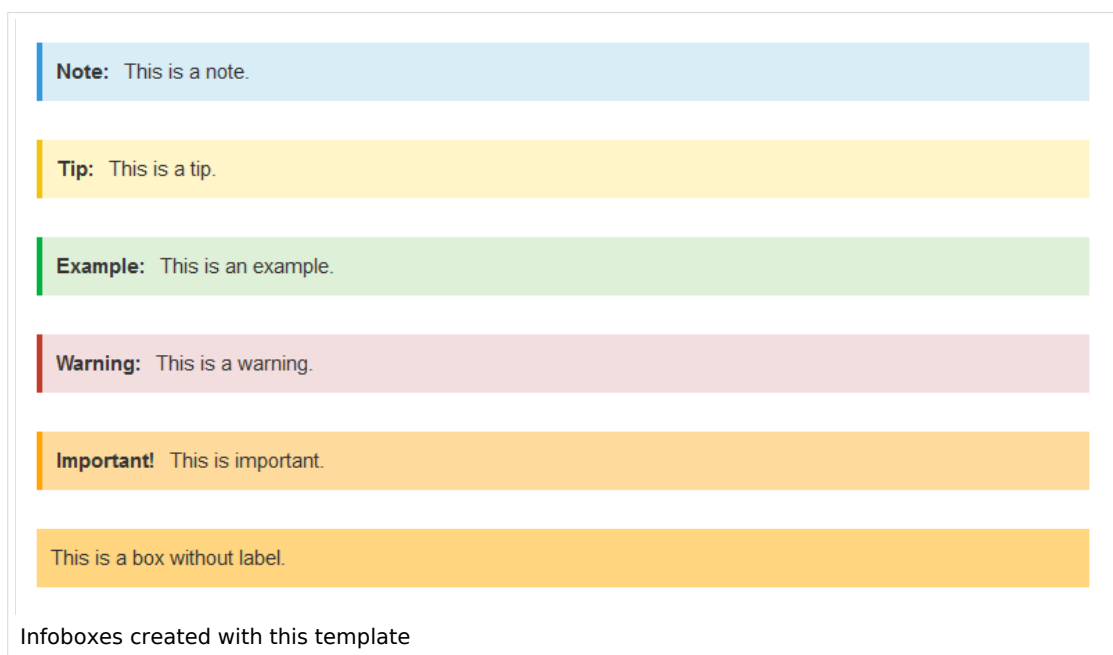 Note: This is a note.
Tip: This is a tip.
Example: This is an example.
Warning: This is a warning.
Important! This is important.
This is a box without label.
Infoboxes created with this template